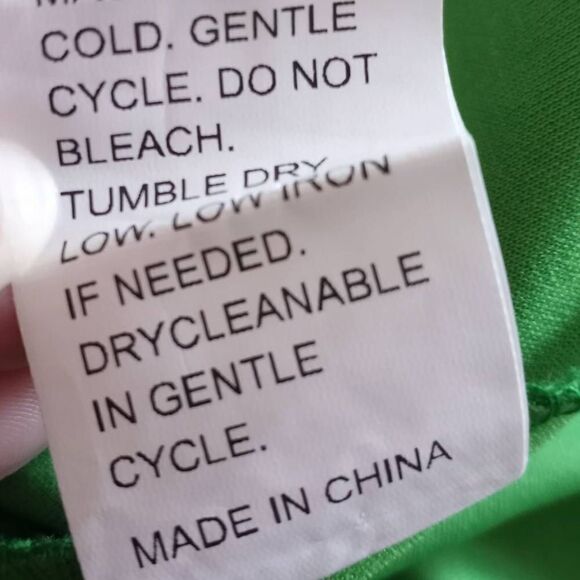 COLD. GENTLE
CYCLE. DO NOT
BLEACH.
TUMBLE DRY
LOW. LOW IRON
IF NEEDED.
DRYCLEANABLE
IN GENTLE
CYCLE.
MADE IN CHINA